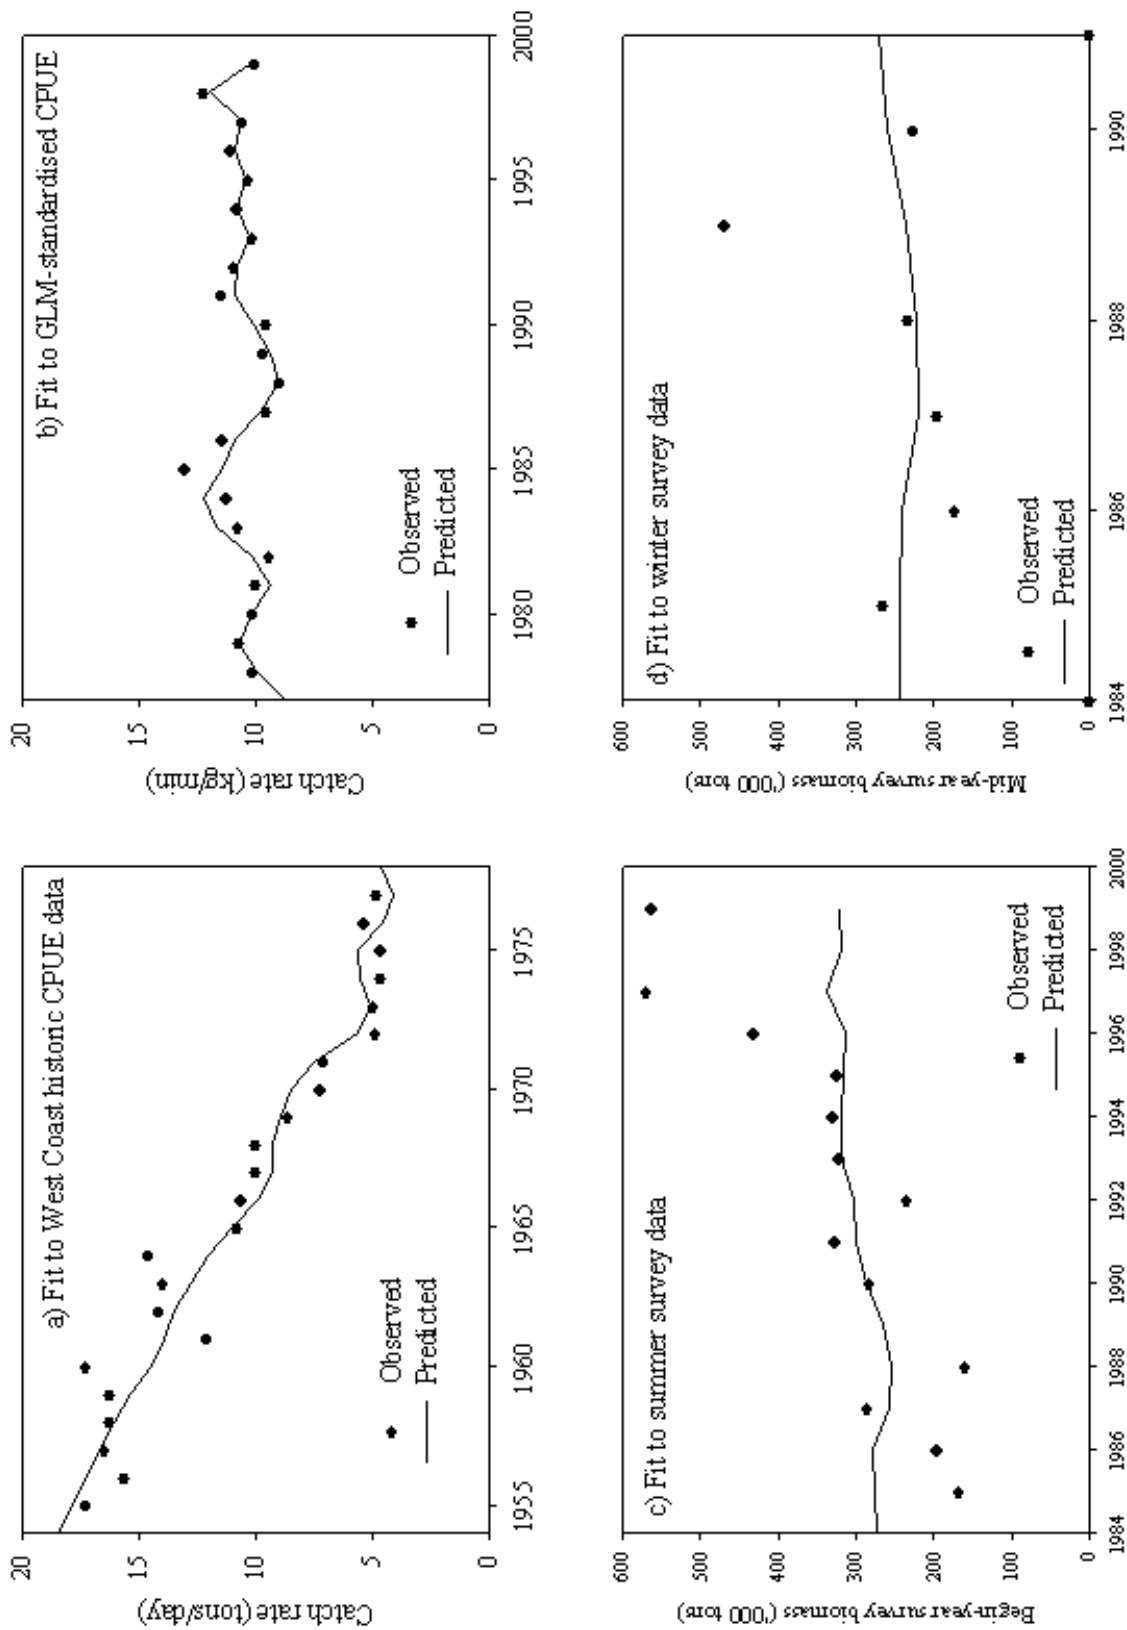 a) Fit to West Coast historic CPUE data
Catch rate (tons/day)
20
15
10
5
0
1955
1960
1965
1970
1975
Observed
Predicted
b) Fit to GLM-standardised CPUE
Catch rate (kg/min)
20
15
10
5
0
1980
1985
1990
1995
2000
Observed
Predicted
c) Fit to summer survey data
Begin-year survey biomass ('000 tons)
600
500
400
300
200
100
0
1984
1986
1988
1990
1992
1994
1996
1998
2000
Observed
Predicted
d) Fit to winter survey data
Mid-year survey biomass ('000 tons)
600
500
400
300
200
100
0
1984
1986
1988
1990
Observed
Predicted